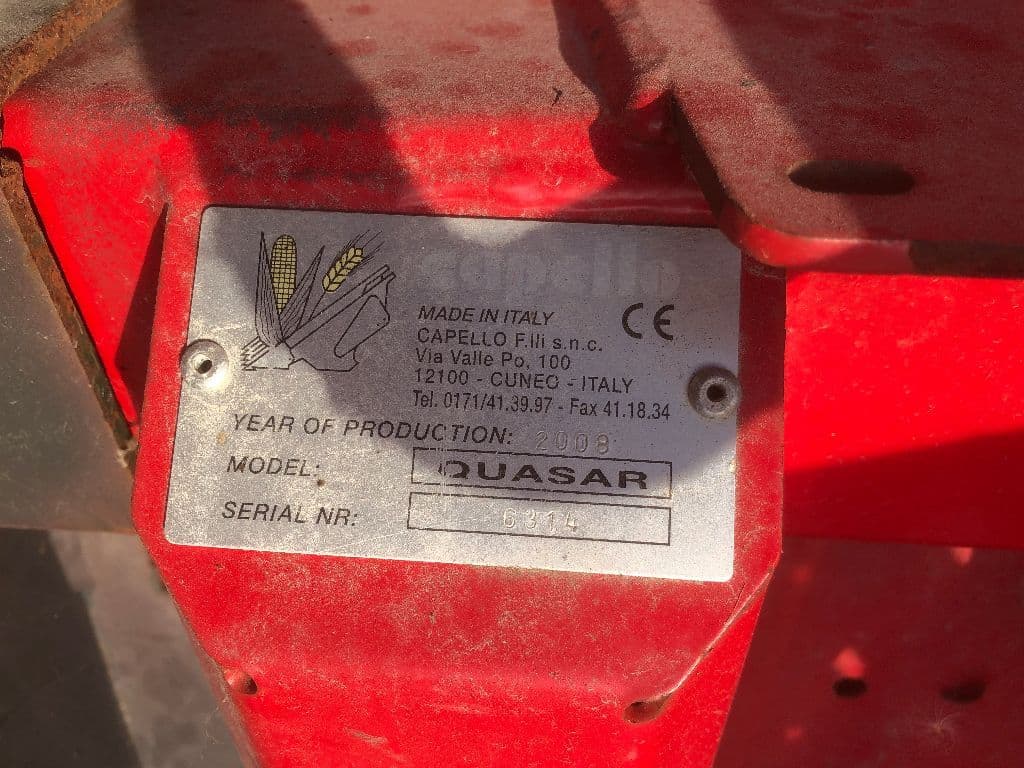 capello
MADE IN ITALY
CE
CAPELLO F.lli s.n.c.
Via Valle Po, 100
12100 - CUNEO - ITALY
Tel. 0171/41.39.97 - Fax 41.18.34
YEAR OF PRODUCTION: 2008
MODEL: QUASAR
SERIAL NR: 6314